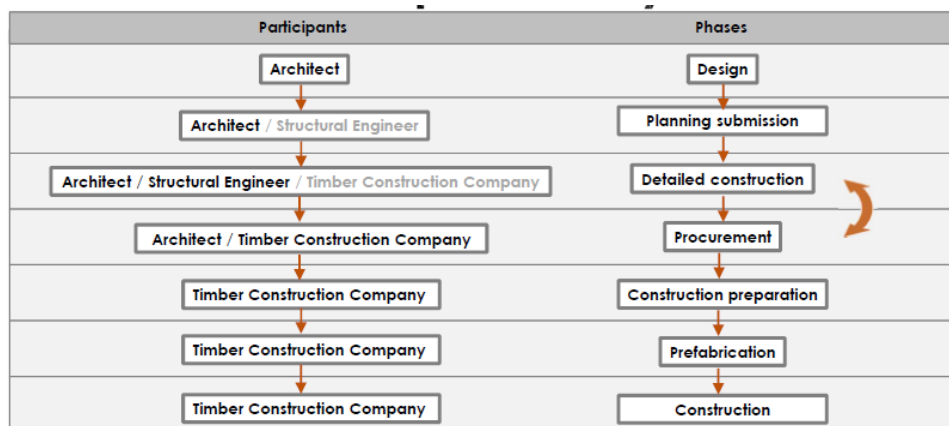 Participants Phases
Architect Design
Architect / Structural Engineer Planning submission
Architect / Structural Engineer / Timber Construction Company Detailed construction
Architect / Timber Construction Company Procurement
Timber Construction Company Construction preparation
Timber Construction Company Prefabrication
Timber Construction Company Construction